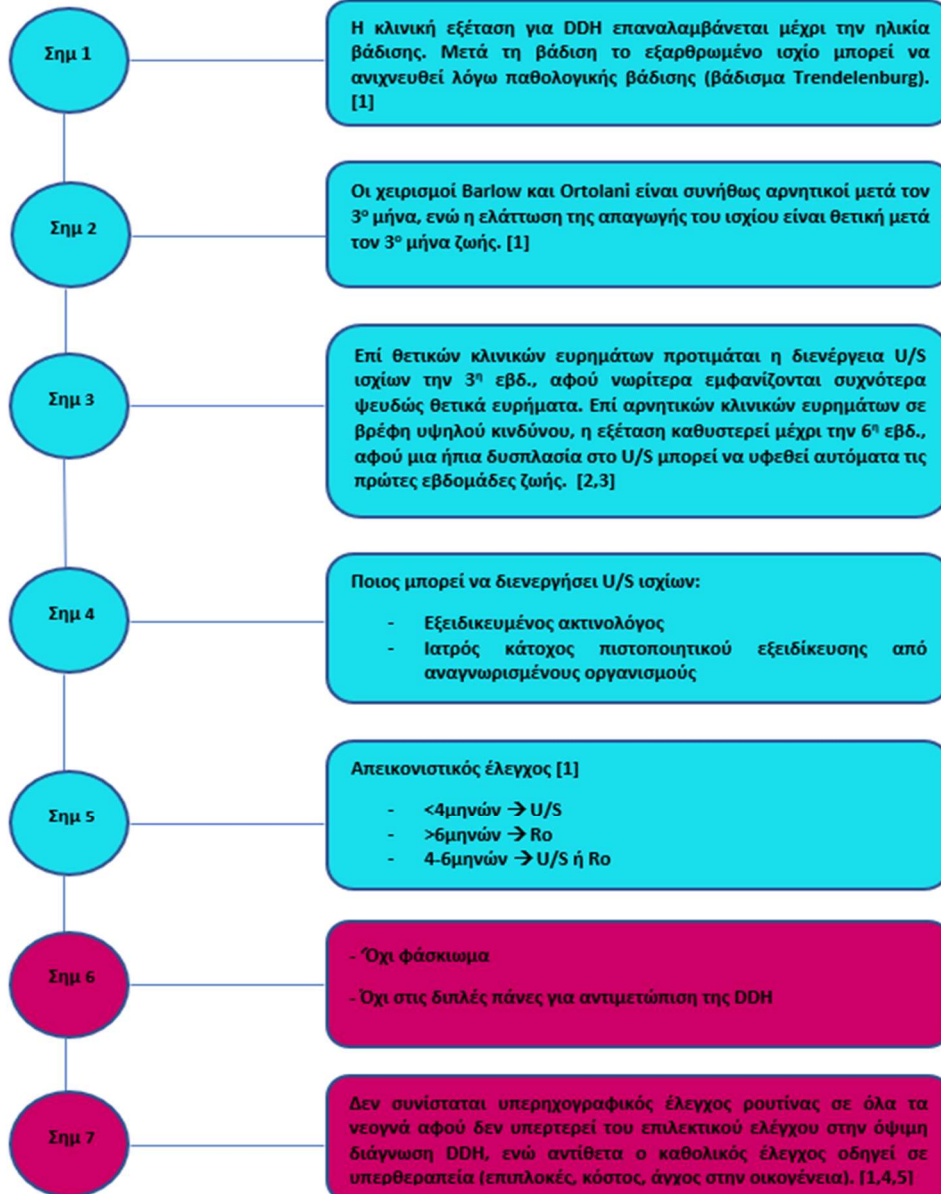 Σημ 1
Η κλινική εξέταση για DDH επαναλαμβάνεται μέχρι την ηλικία
βάδισης. Μετά τη βάδιση το εξαρθρωμένο ισχίο μπορεί να
ανιχνευθεί λόγω παθολογικής βάδισης (βάδισμα Trendelenburg).
[1]
Σημ 2
Οι χειρισμοί Barlow και Ortolani είναι συνήθως αρνητικοί μετά τον
3ο μήνα, ενώ η ελάττωση της απαγωγής του ισχίου είναι θετική μετά
τον 3ο μήνα ζωής. [1]
Σημ 3
Επί θετικών κλινικών ευρημάτων προτιμάται η διενέργεια U/S
ισχίων την 3η εβδ., αφού νωρίτερα εμφανίζονται συχνότερα
ψευδώς θετικά ευρήματα. Επί αρνητικών κλινικών ευρημάτων σε
βρέφη υψηλού κινδύνου, η εξέταση καθυστερεί μέχρι την 6η εβδ.,
αφού μια ήπια δυσπλασία στο U/S μπορεί να υφεθεί αυτόματα τις
πρώτες εβδομάδες ζωής. [2,3]
Σημ 4
Ποιος μπορεί να διενεργήσει U/S ισχίων:
- Εξειδικευμένος ακτινολόγος
- Ιατρός κάτοχος πιστοποιητικού εξειδίκευσης από
αναγνωρισμένους οργανισμούς
Σημ 5
Απεικονιστικός έλεγχος [1]
- <4μηνών → U/S
- >6μηνών → Ro
- 4-6μηνών → U/S ή Ro
Σημ 6
- Όχι φάσκιωμα
- Όχι στις διπλές πάνες για αντιμετώπιση της DDH
Σημ 7
Δεν συνίσταται υπερηχογραφικός έλεγχος ρουτίνας σε όλα τα
νεογνά αφού δεν υπερτερεί του επιλεκτικού ελέγχου στην όψιμη
διάγνωση DDH, ενώ αντίθετα ο καθολικός έλεγχος οδηγεί σε
υπερθεραπεία (επιπλοκές, κόστος, άγχος στην οικογένεια). [1,4,5]